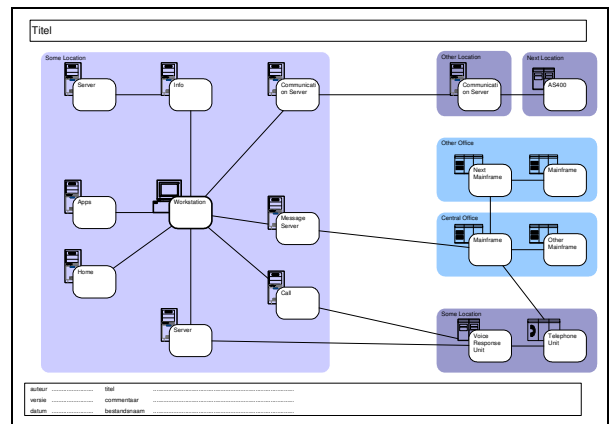 Titel
Some Location
Other Location
Next Location
Server
Info
Communicati
on Server
Communicati
on Server
AS400
Other Office
Next
Mainframe
Mainframe
Apps
Workstation
Message
Server
Central Office
Mainframe
Other
Mainframe
Home
Call
Some Location
Server
Voice
Response
Unit
Telephone
Unit
auteur ........................ titel ................................................................................
versie ........................ commentaar ................................................................................
datum ........................ bestandsnaam ................................................................................